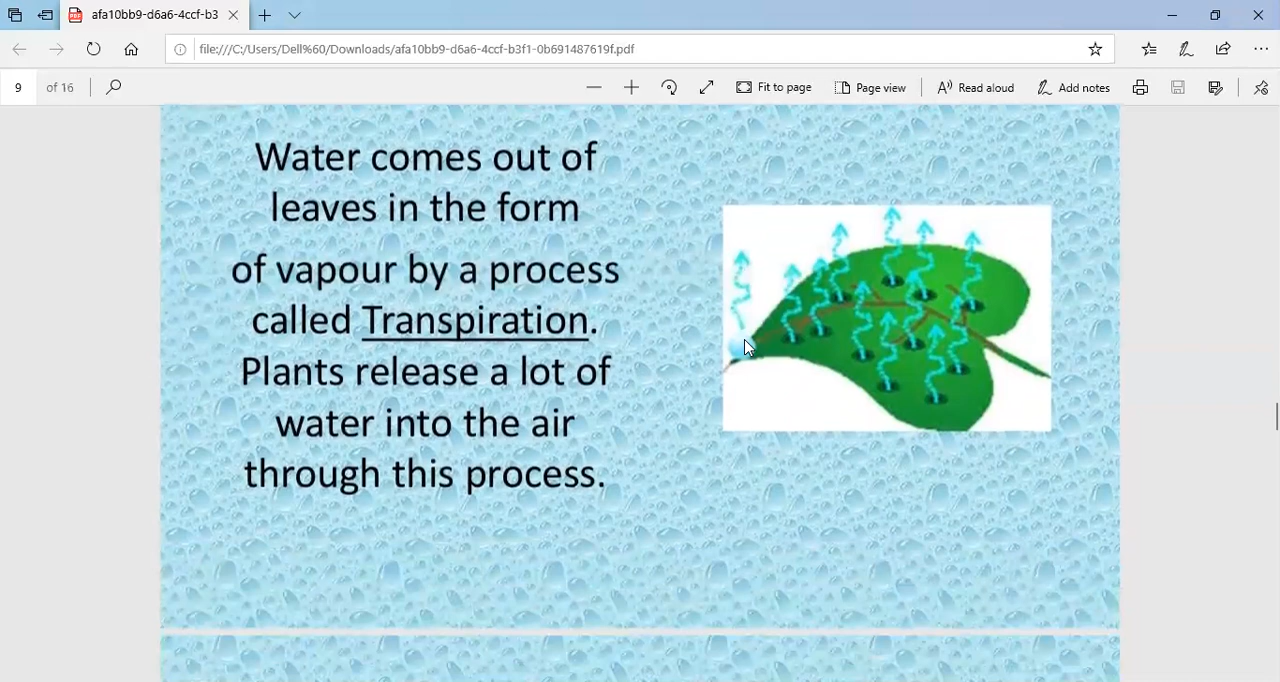 afa10bb9-d6a6-4ccf-b3
file:///C:/Users/Dell%60/Downloads/afa10bb9-d6a6-4ccf-b3f1-0b691487619f.pdf
9 of 16 Fit to page Page view Read aloud Add notes
Water comes out of
leaves in the form
of vapour by a process
called Transpiration.
Plants release a lot of
water into the air
through this process.